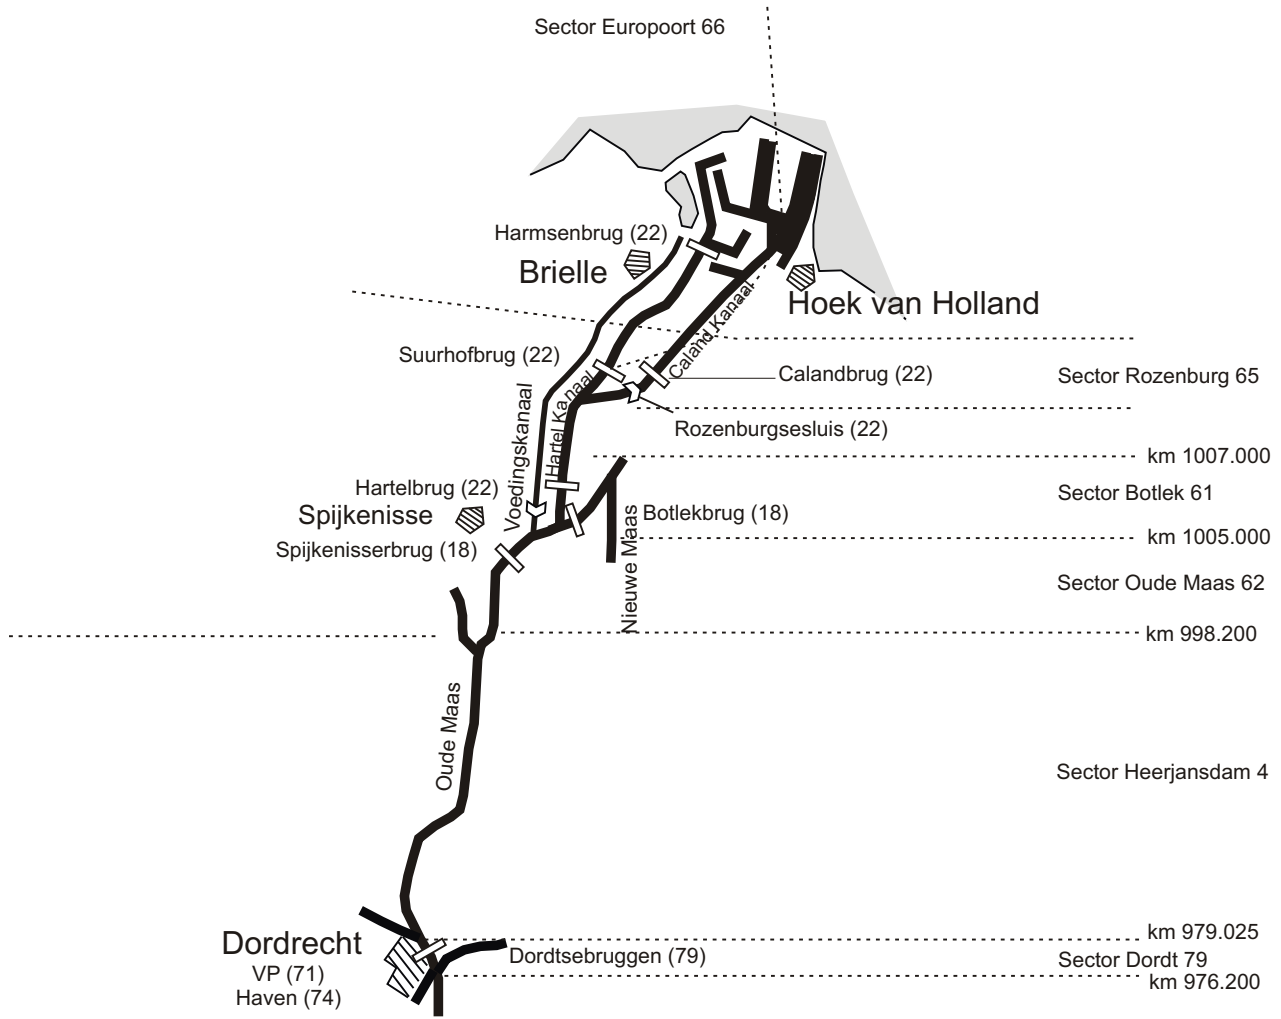 Sector Europoort 66
Harmsenbrug (22)
Brielle
Hoek van Holland
Caland Kanaal
Suurhofbrug (22)
Calandbrug (22)
Sector Rozenburg 65
Hartel Kanaal
Voedingskanaal
Rozenburgsesluis (22)
km 1007.000
Hartelbrug (22)
Sector Botlek 61
Spijkenisse
Botlekbrug (18)
km 1005.000
Spijkenisserbrug (18)
Nieuwe Maas
Sector Oude Maas 62
km 998.200
Oude Maas
Sector Heerjansdam 4
km 979.025
Dordrecht
Dordtsebruggen (79)
Sector Dordt 79
VP (71)
km 976.200
Haven (74)